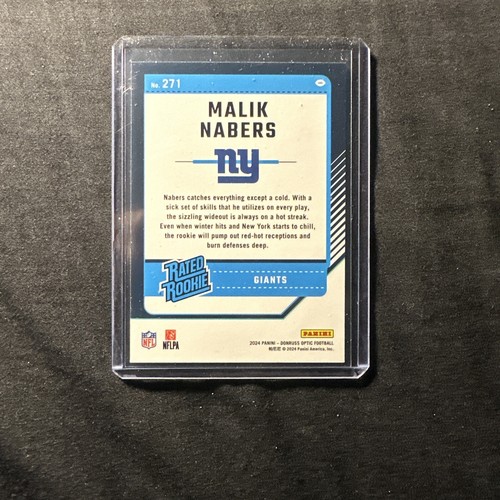 No. 271
MALIK
NABERS
ny
Nabers catches everything except a cold. With a
sick set of skills that he utilizes on every play,
the sizzling wideout is always on a hot streak.
Even when winter hits and New York starts to chill,
the rookie will pump out red-hot receptions and
burn defenses deep.
RATED
ROOKIE
GIANTS
NFL
NFLPA
PANINI
2024 PANINI - DONRUSS OPTIC FOOTBALL
© 2024 Panini America, Inc.